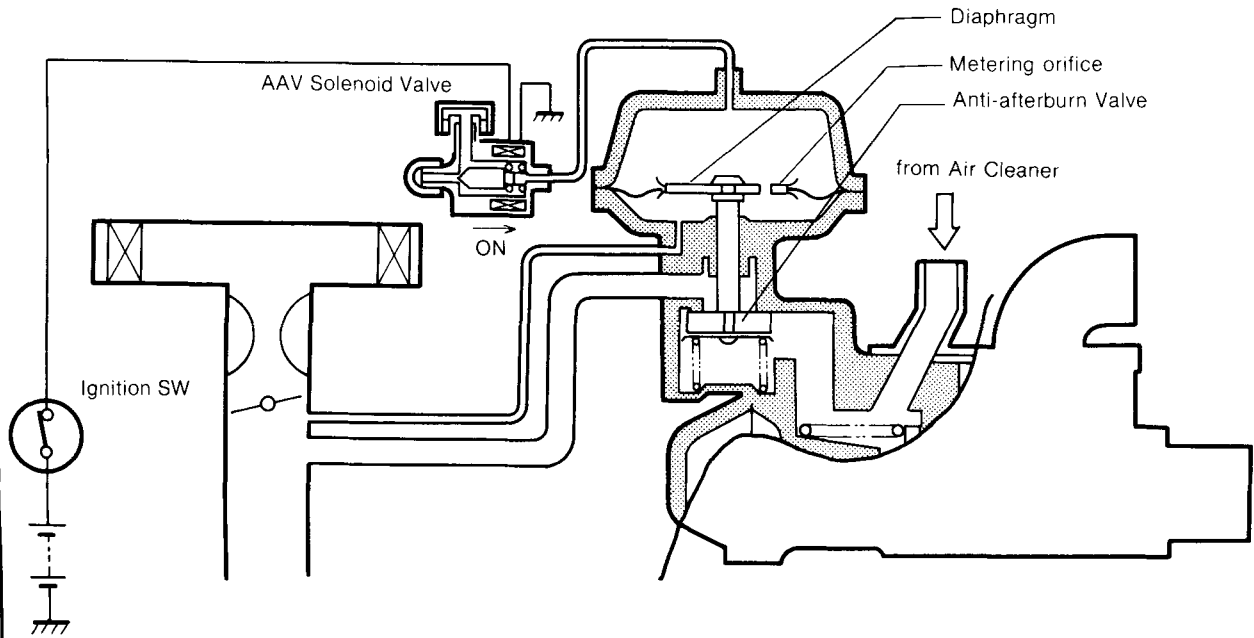 Diaphragm
AAV Solenoid Valve
Metering orifice
Anti-afterburn Valve
from Air Cleaner
ON
Ignition SW